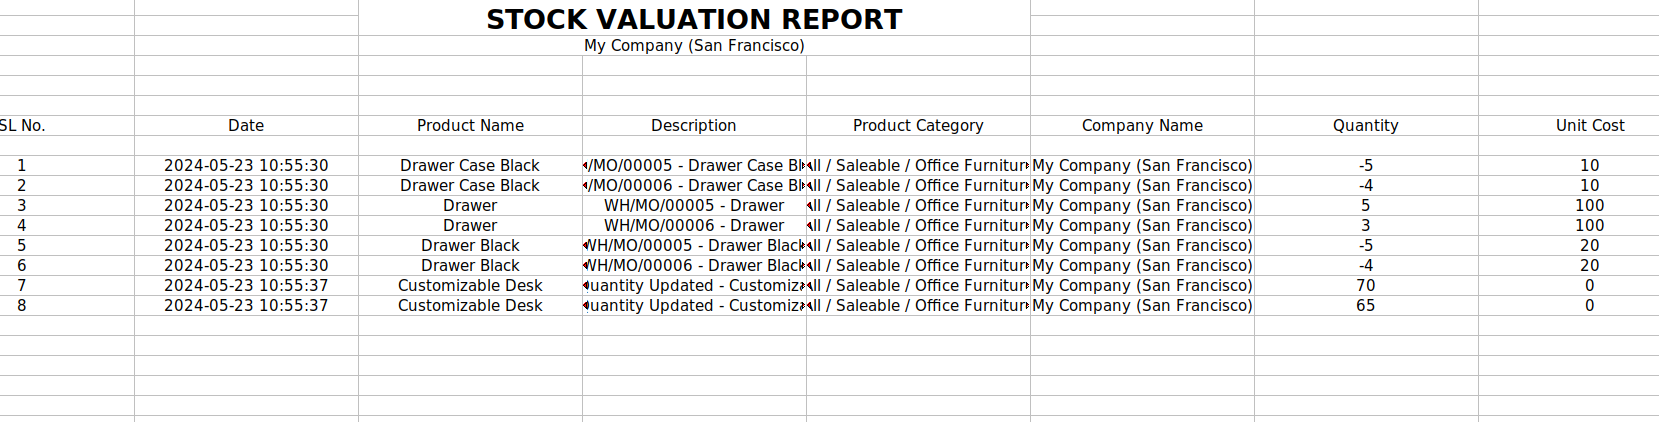 STOCK VALUATION REPORT
My Company (San Francisco)
SL No. Date Product Name Description Product Category Company Name Quantity Unit Cost
1 2024-05-23 10:55:30 Drawer Case Black /MO/00005 - Drawer Case Bl ll / Saleable / Office Furnitur My Company (San Francisco) -5 10
2 2024-05-23 10:55:30 Drawer Case Black /MO/00006 - Drawer Case Bl ll / Saleable / Office Furnitur My Company (San Francisco) -4 10
3 2024-05-23 10:55:30 Drawer WH/MO/00005 - Drawer ll / Saleable / Office Furnitur My Company (San Francisco) 5 100
4 2024-05-23 10:55:30 Drawer WH/MO/00006 - Drawer ll / Saleable / Office Furnitur My Company (San Francisco) 3 100
5 2024-05-23 10:55:30 Drawer Black WH/MO/00005 - Drawer Black ll / Saleable / Office Furnitur My Company (San Francisco) -5 20
6 2024-05-23 10:55:30 Drawer Black WH/MO/00006 - Drawer Black ll / Saleable / Office Furnitur My Company (San Francisco) -4 20
7 2024-05-23 10:55:37 Customizable Desk uantity Updated - Customiz ll / Saleable / Office Furnitur My Company (San Francisco) 70 0
8 2024-05-23 10:55:37 Customizable Desk uantity Updated - Customiz ll / Saleable / Office Furnitur My Company (San Francisco) 65 0